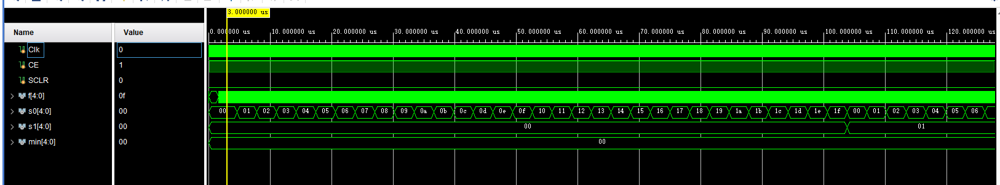 3.000000 us
Name Value
0.000000 us 10.000000 us 20.000000 us 30.000000 us 40.000000 us 50.000000 us 60.000000 us 70.000000 us 80.000000 us 90.000000 us 100.000000 us 110.000000 us 120.000000 us
Clk 0
CE 1
SCLR 0
f[4:0] 0f
s0[4:0] 00 00 01 02 03 04 05 06 07 08 09 0a 0b 0c 0d 0e 0f 10 11 12 13 14 15 16 17 18 19 1a 1b 1c 1d 1e 1f 00 01 02 03 04 05 06
s1[4:0] 00 00 01
min[4:0] 00 00